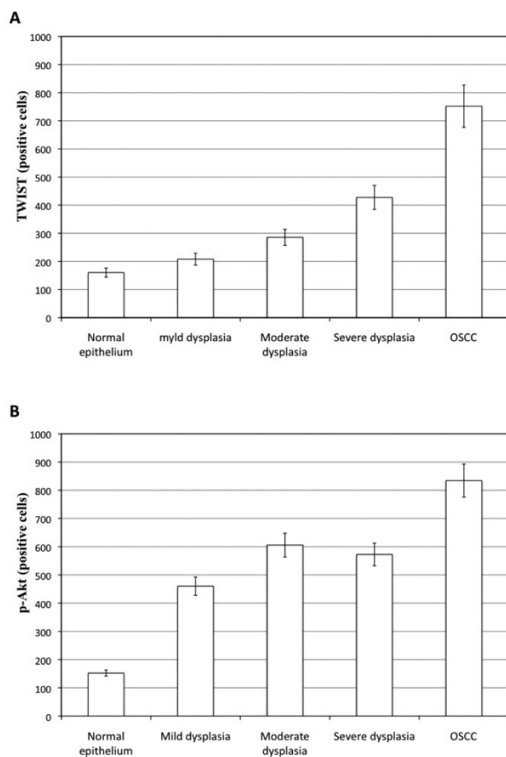 A
1000
900
800
700
600
500
400
300
200
100
0
TWIST (positive cells)
Normal epithelium
myld dysplasia
Moderate dysplasia
Severe dysplasia
OSCC
B
1000
900
800
700
600
500
400
300
200
100
0
p-Akt (positive cells)
Normal epithelium
Mild dysplasia
Moderate dysplasia
Severe dysplasia
OSCC